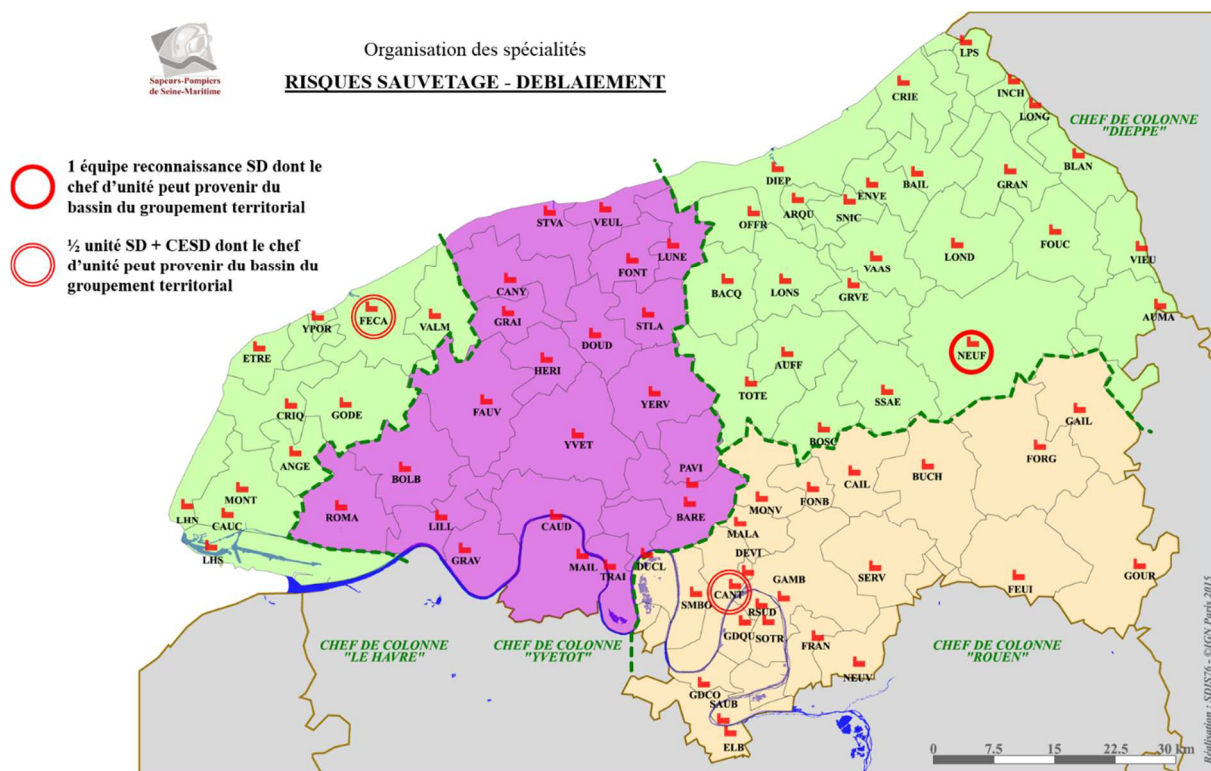 Organisation des spécialités
RISQUES SAUVETAGE - DEBLAIEMENT
Sapeurs-Pompiers
de Seine-Maritime
1 équipe reconnaissance SD dont le
chef d'unité peut provenir du
bassin du groupement territorial
½ unité SD + CESD dont le chef
d'unité peut provenir du bassin du
groupement territorial
CHEF DE COLONNE
"DIEPPE"
LPS
INCH
CRIE
LONG
BLAN
DIEP
ENVE
BAIL
GRAN
ARQU
SNIC
OFFR
STVA
VEUL
LUNE
FONT
FOUC
VIEU
LOND
VAAS
CANY
BACQ
LONS
GRVE
AUMA
GRAI
STLA
FECA
VALM
YPOR
ETRE
DOUD
NEUF
HERI
AUFF
TOTE
SSAE
CRIQ
GODE
FAUV
YERV
GAIL
YVET
BOSC
FORG
ANGE
BOLB
PAVI
CAIL
BUCH
MONT
FONB
MONV
LHN
CAUC
ROMA
LILL
CAUD
BARE
MALA
LHS
GRAV
MAIL
TRAI
DUCL
DEVI
GAMB
SERV
FEUI
GOUR
SMBO
CANT
RSUD
GDQU
SOTR
FRAN
NEUV
CHEF DE COLONNE
"LE HAVRE"
CHEF DE COLONNE
"YVETOT"
CHEF DE COLONNE
"ROUEN"
GDCO
SAUB
ELB
0 7.5 15 22.5 30 km
Réalisation : SDIS76 - ©IGN Paris 2015